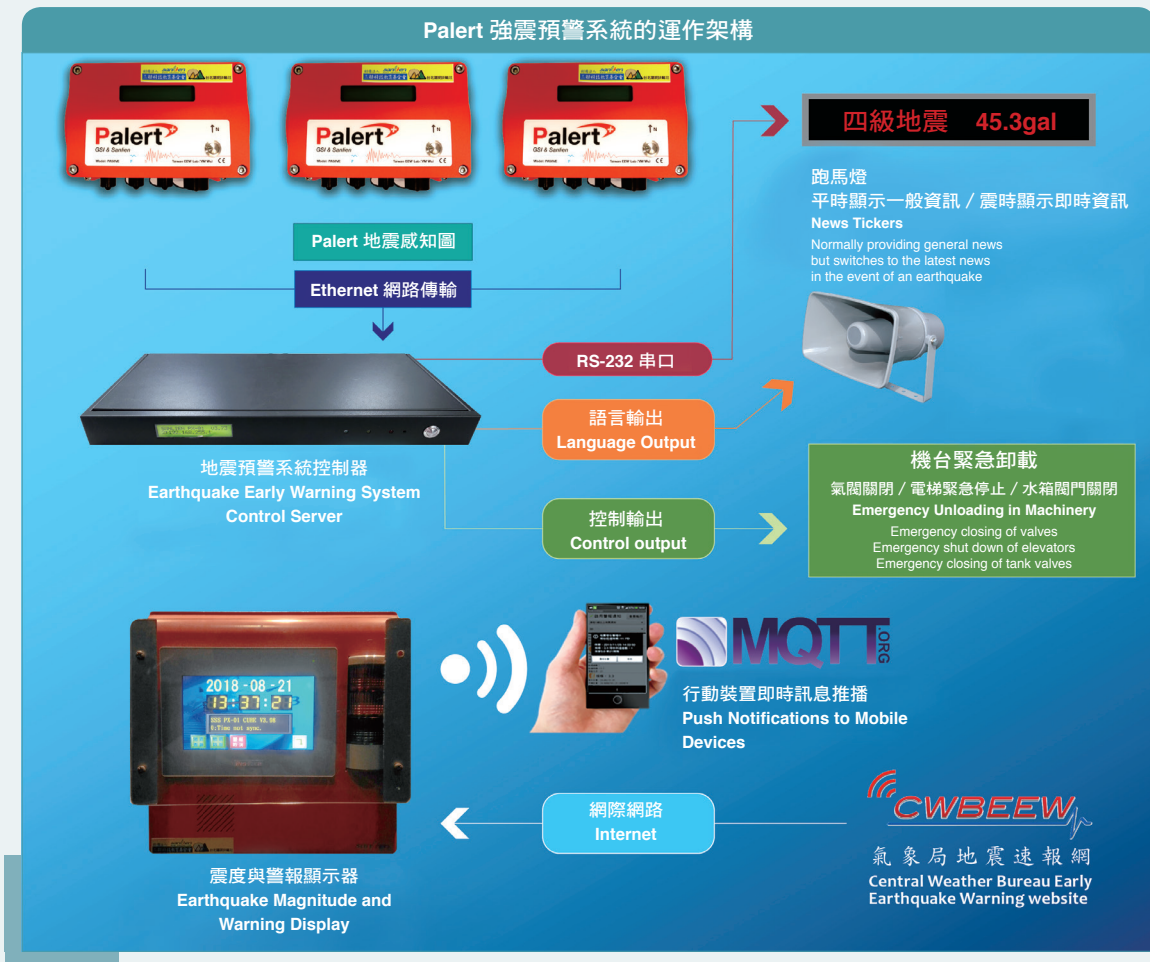 Palert 強震預警系統的運作架構
Palert
GSI & Sanlien
N
Palert
GSI & Sanlien
N
Palert
GSI & Sanlien
N
四級地震 45.3gal
跑馬燈
平時顯示一般資訊 / 震時顯示即時資訊
News Tickers
Normally providing general news
but switches to the latest news
in the event of an earthquake
Palert 地震感知圖
Ethernet 網路傳輸
RS-232 串口
語言輸出
Language Output
地震預警系統控制器
Earthquake Early Warning System
Control Server
控制輸出
Control output
機台緊急卸載
氣閥關閉 / 電梯緊急停止 / 水箱閥門關閉
Emergency Unloading in Machinery
Emergency closing of valves
Emergency shut down of elevators
Emergency closing of tank valves
2018-08-21
13:37:21
0:Time not sync.
MQTT.ORG
行動裝置即時訊息推播
Push Notifications to Mobile
Devices
網際網路
Internet
CWBEEW
氣象局地震速報網
Central Weather Bureau Early
Earthquake Warning website
震度與警報顯示器
Earthquake Magnitude and
Warning Display